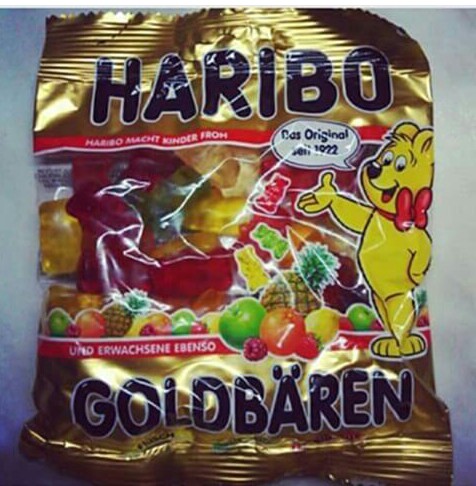 HARIBO
HARIBO MACHT KINDER FROH
Das Original
seit 1922
UND ERWACHSENE EBENSO
GOLDBÄREN